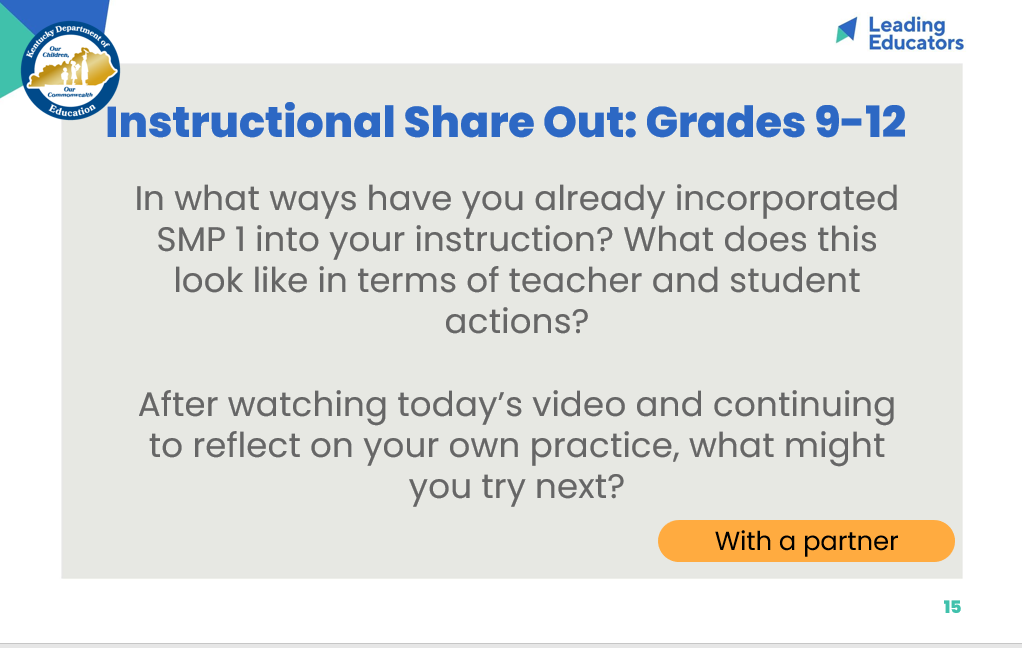 Kentucky Department of
Our
Children,
Our
Commonwealth
Education
Leading
Educators
Instructional Share Out: Grades 9-12
In what ways have you already incorporated
SMP 1 into your instruction? What does this
look like in terms of teacher and student
actions?
After watching today’s video and continuing
to reflect on your own practice, what might
you try next?
With a partner
15